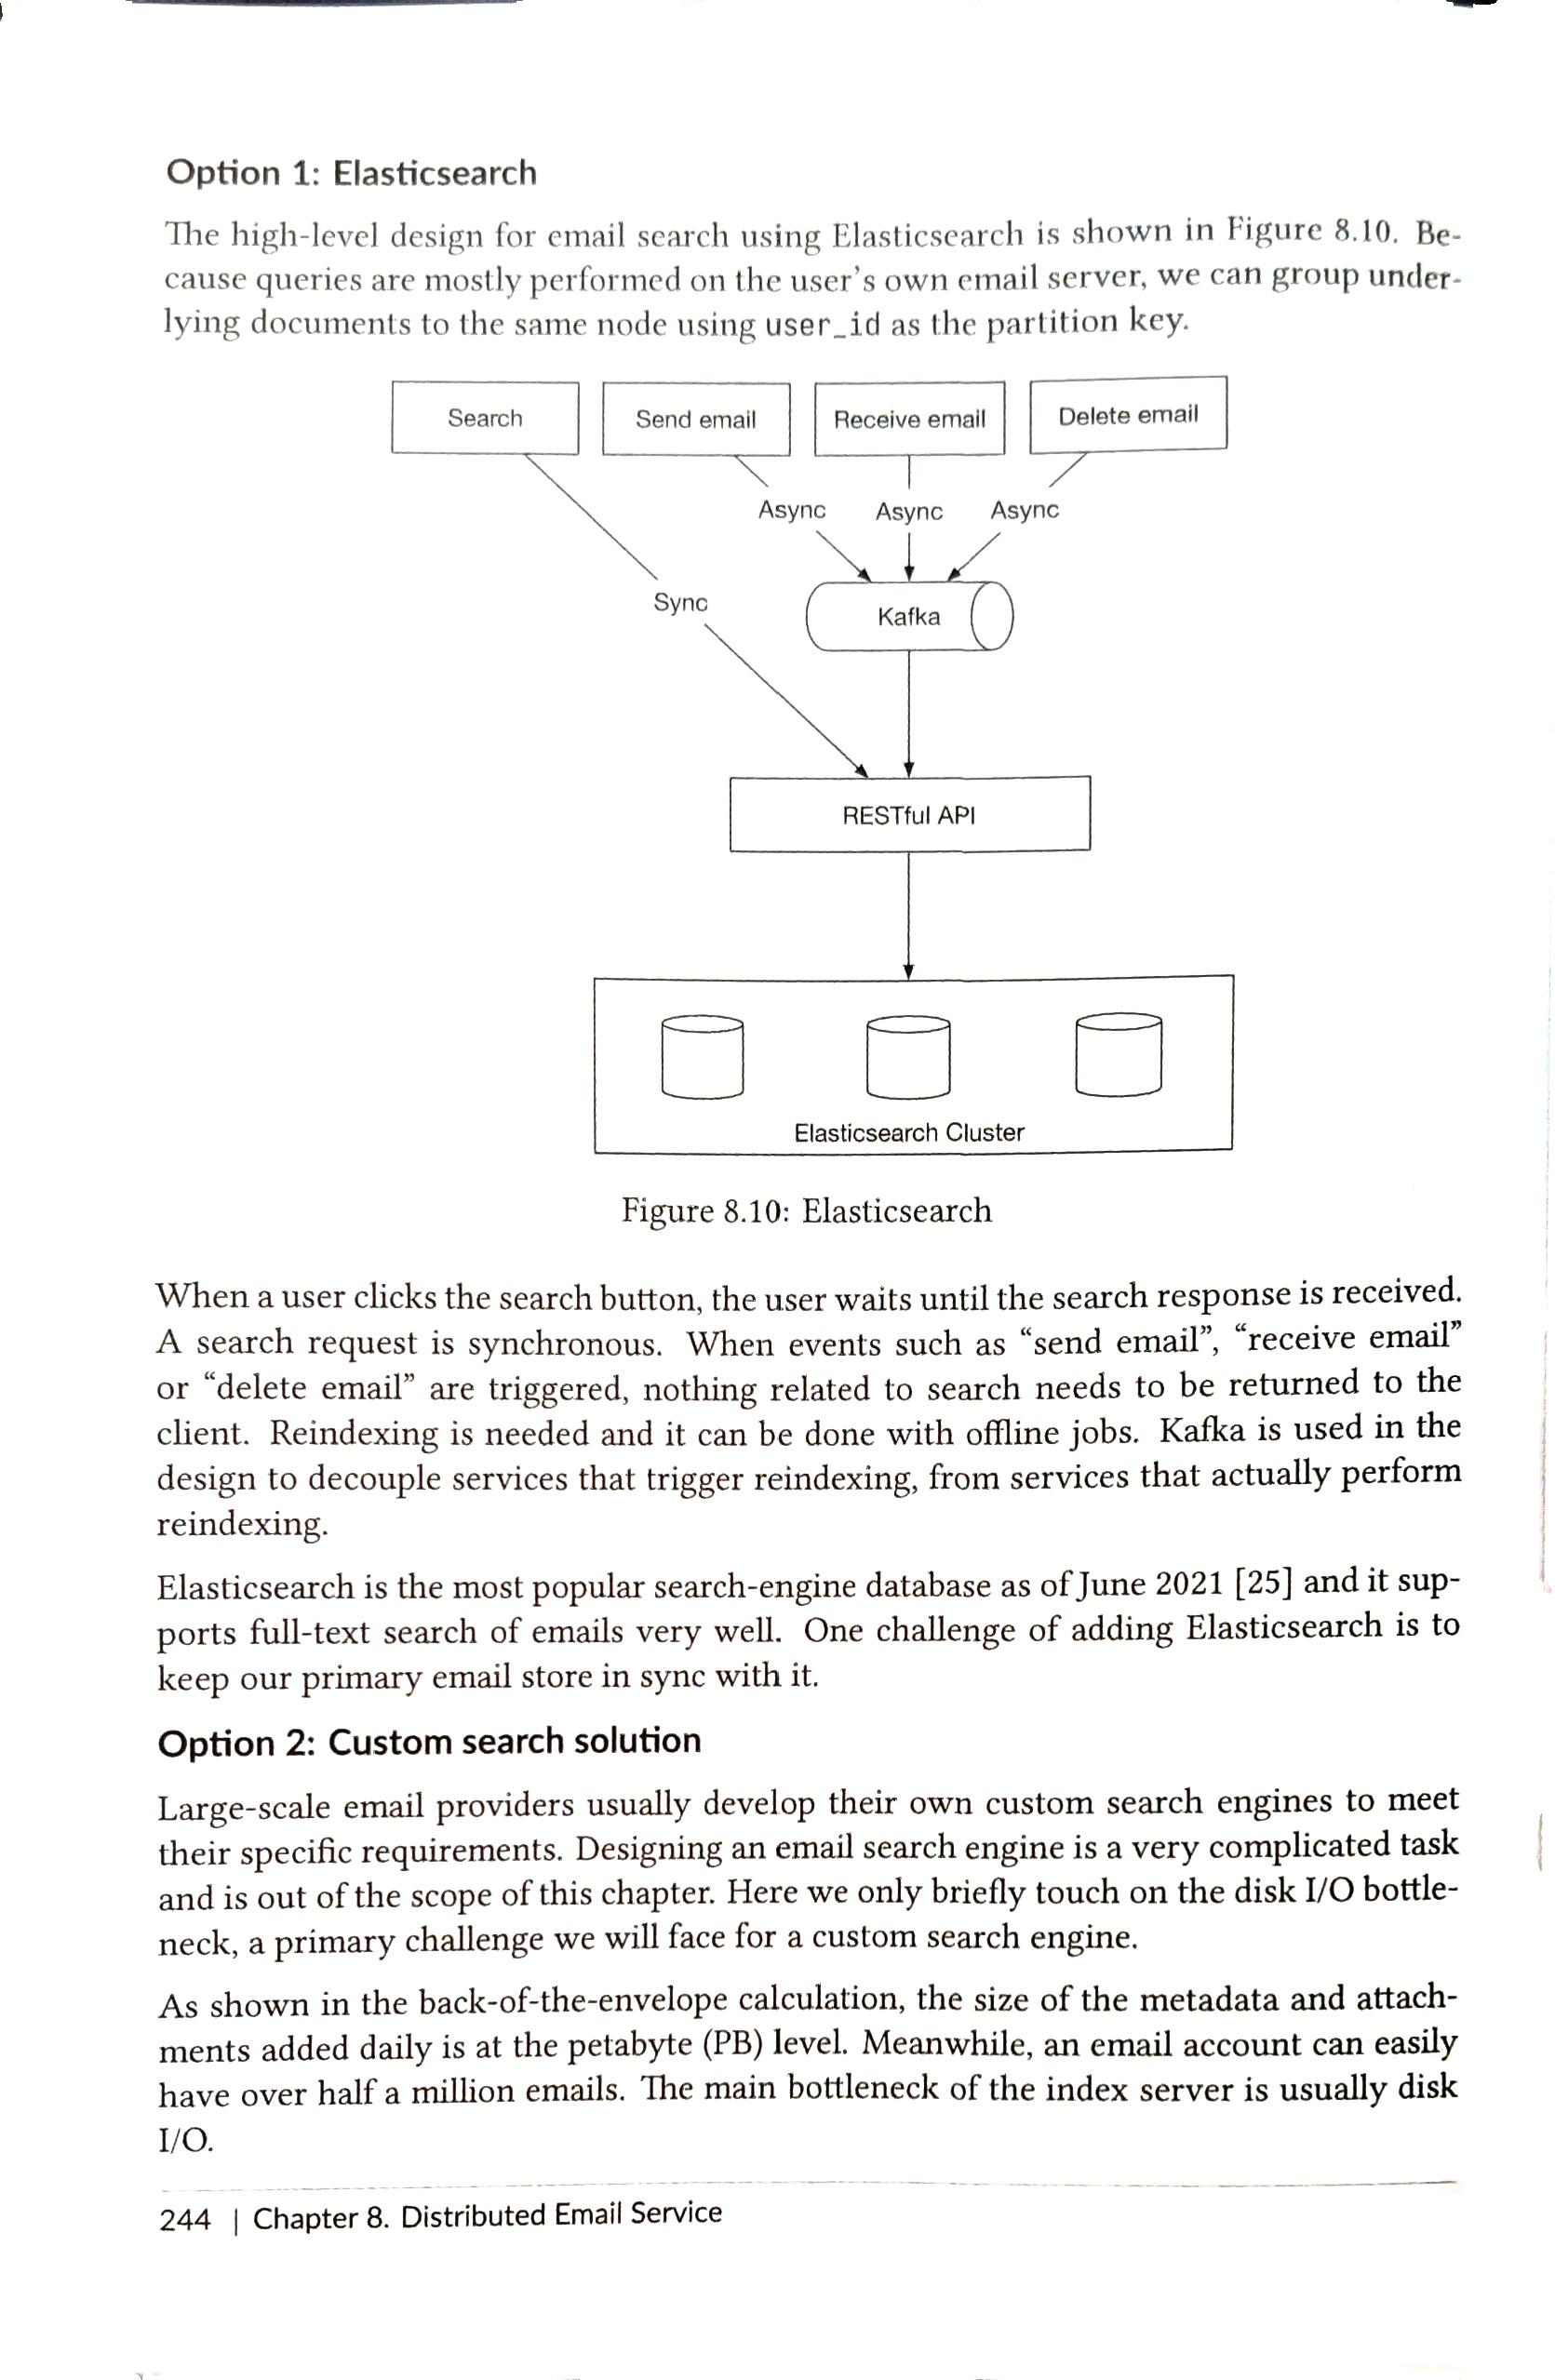 Option 1: Elasticsearch
The high-level design for email search using Elasticsearch is shown in Figure 8.10. Be-
cause queries are mostly performed on the user's own email server, we can group under-
lying documents to the same node using user_id as the partition key.
Search
Send email
Receive email
Delete email
Async
Async
Async
Sync
Kafka
RESTful API
Elasticsearch Cluster
Figure 8.10: Elasticsearch
When a user clicks the search button, the user waits until the search response is received.
A search request is synchronous. When events such as “send email”, “receive email”
or “delete email” are triggered, nothing related to search needs to be returned to the
client. Reindexing is needed and it can be done with offline jobs. Kafka is used in the
design to decouple services that trigger reindexing, from services that actually perform
reindexing.
Elasticsearch is the most popular search-engine database as of June 2021 [25] and it sup-
ports full-text search of emails very well. One challenge of adding Elasticsearch is to
keep our primary email store in sync with it.
Option 2: Custom search solution
Large-scale email providers usually develop their own custom search engines to meet
their specific requirements. Designing an email search engine is a very complicated task
and is out of the scope of this chapter. Here we only briefly touch on the disk I/O bottle-
neck, a primary challenge we will face for a custom search engine.
As shown in the back-of-the-envelope calculation, the size of the metadata and attach-
ments added daily is at the petabyte (PB) level. Meanwhile, an email account can easily
have over half a million emails. The main bottleneck of the index server is usually disk
I/O.
244 | Chapter 8. Distributed Email Service